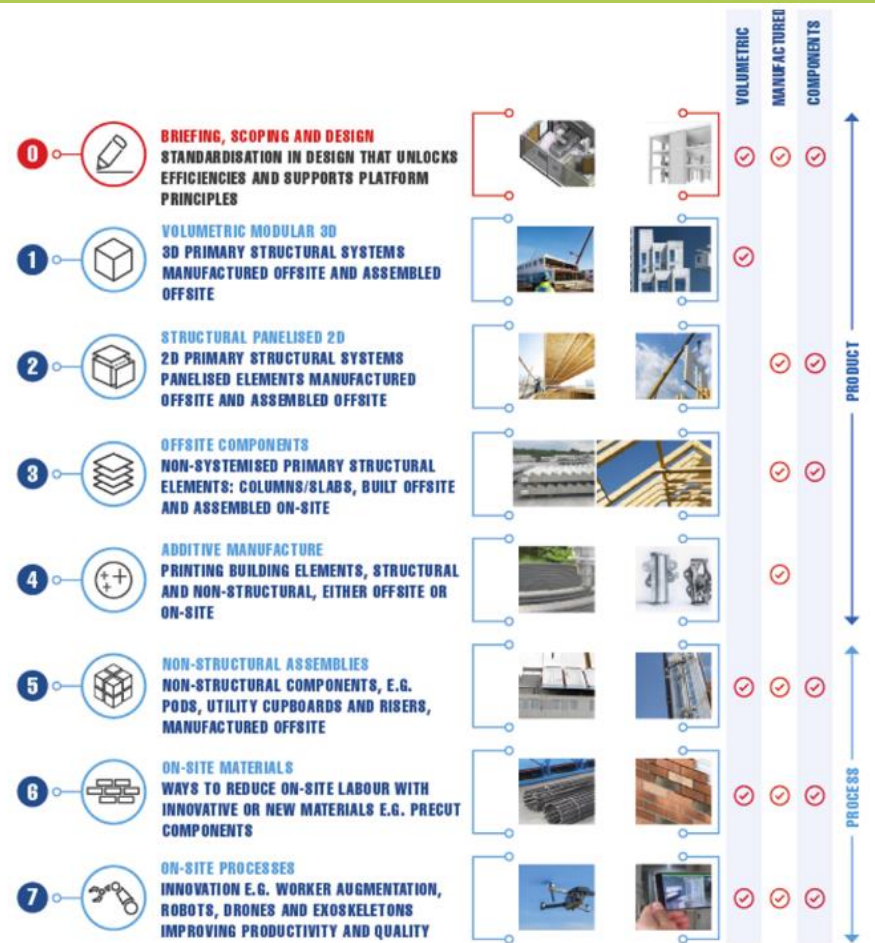 VOLUMETRIC
MANUFACTURED
COMPONENTS
0
BRIEFING, SCOPING AND DESIGN
STANDARDISATION IN DESIGN THAT UNLOCKS
EFFICIENCIES AND SUPPORTS PLATFORM
PRINCIPLES
1
VOLUMETRIC MODULAR 3D
3D PRIMARY STRUCTURAL SYSTEMS
MANUFACTURED OFFSITE AND ASSEMBLED
OFFSITE
2
STRUCTURAL PANELISED 2D
2D PRIMARY STRUCTURAL SYSTEMS
PANELISED ELEMENTS MANUFACTURED
OFFSITE AND ASSEMBLED OFFSITE
3
OFFSITE COMPONENTS
NON-SYSTEMISED PRIMARY STRUCTURAL
ELEMENTS: COLUMNS/SLABS, BUILT OFFSITE
AND ASSEMBLED ON-SITE
4
ADDITIVE MANUFACTURE
PRINTING BUILDING ELEMENTS, STRUCTURAL
AND NON-STRUCTURAL, EITHER OFFSITE OR
ON-SITE
PRODUCT
5
NON-STRUCTURAL ASSEMBLIES
NON-STRUCTURAL COMPONENTS, E.G.
PODS, UTILITY CUPBOARDS AND RISERS,
MANUFACTURED OFFSITE
6
ON-SITE MATERIALS
WAYS TO REDUCE ON-SITE LABOUR WITH
INNOVATIVE OR NEW MATERIALS E.G. PRECUT
COMPONENTS
7
ON-SITE PROCESSES
INNOVATION E.G. WORKER AUGMENTATION,
ROBOTS, DRONES AND EXOSKELETONS
IMPROVING PRODUCTIVITY AND QUALITY
PROCESS